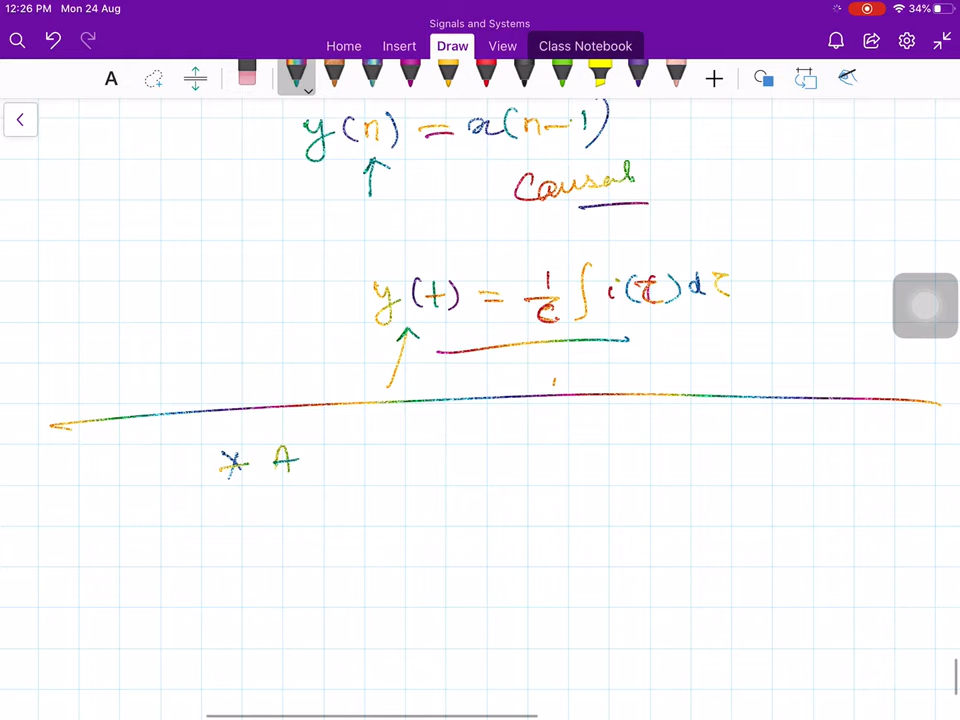 12:26 PM Mon 24 Aug
34%
Signals and Systems
Home Insert Draw View Class Notebook
A
y(n) = x(n-1)
Causal
y(t) = 1/c ∫ i(τ) dτ
* A